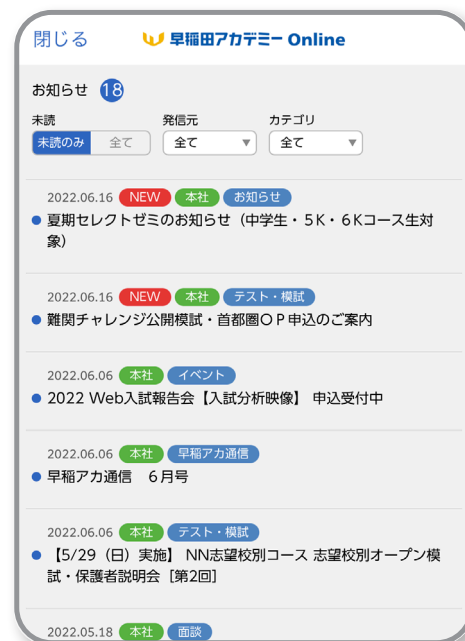 閉じる 早稲田アカデミー Online
お知らせ 18
未読 発信元 カテゴリ
未読のみ 全て 全て ▼ 全て ▼
2022.06.16 NEW 本社 お知らせ
夏期セレクトゼミのお知らせ（中学生・５K・６Kコース生対
象）
2022.06.16 NEW 本社 テスト・模試
難関チャレンジ公開模試・首都圏ＯＰ申込のご案内
2022.06.06 本社 イベント
2022 Web入試報告会【入試分析映像】 申込受付中
2022.06.06 本社 早稲アカ通信
早稲アカ通信　６月号
2022.06.06 本社 テスト・模試
【5/29（日）実施】 NN志望校別コース 志望校別オープン模
試・保護者説明会［第2回］
2022.05.18 本社 面談